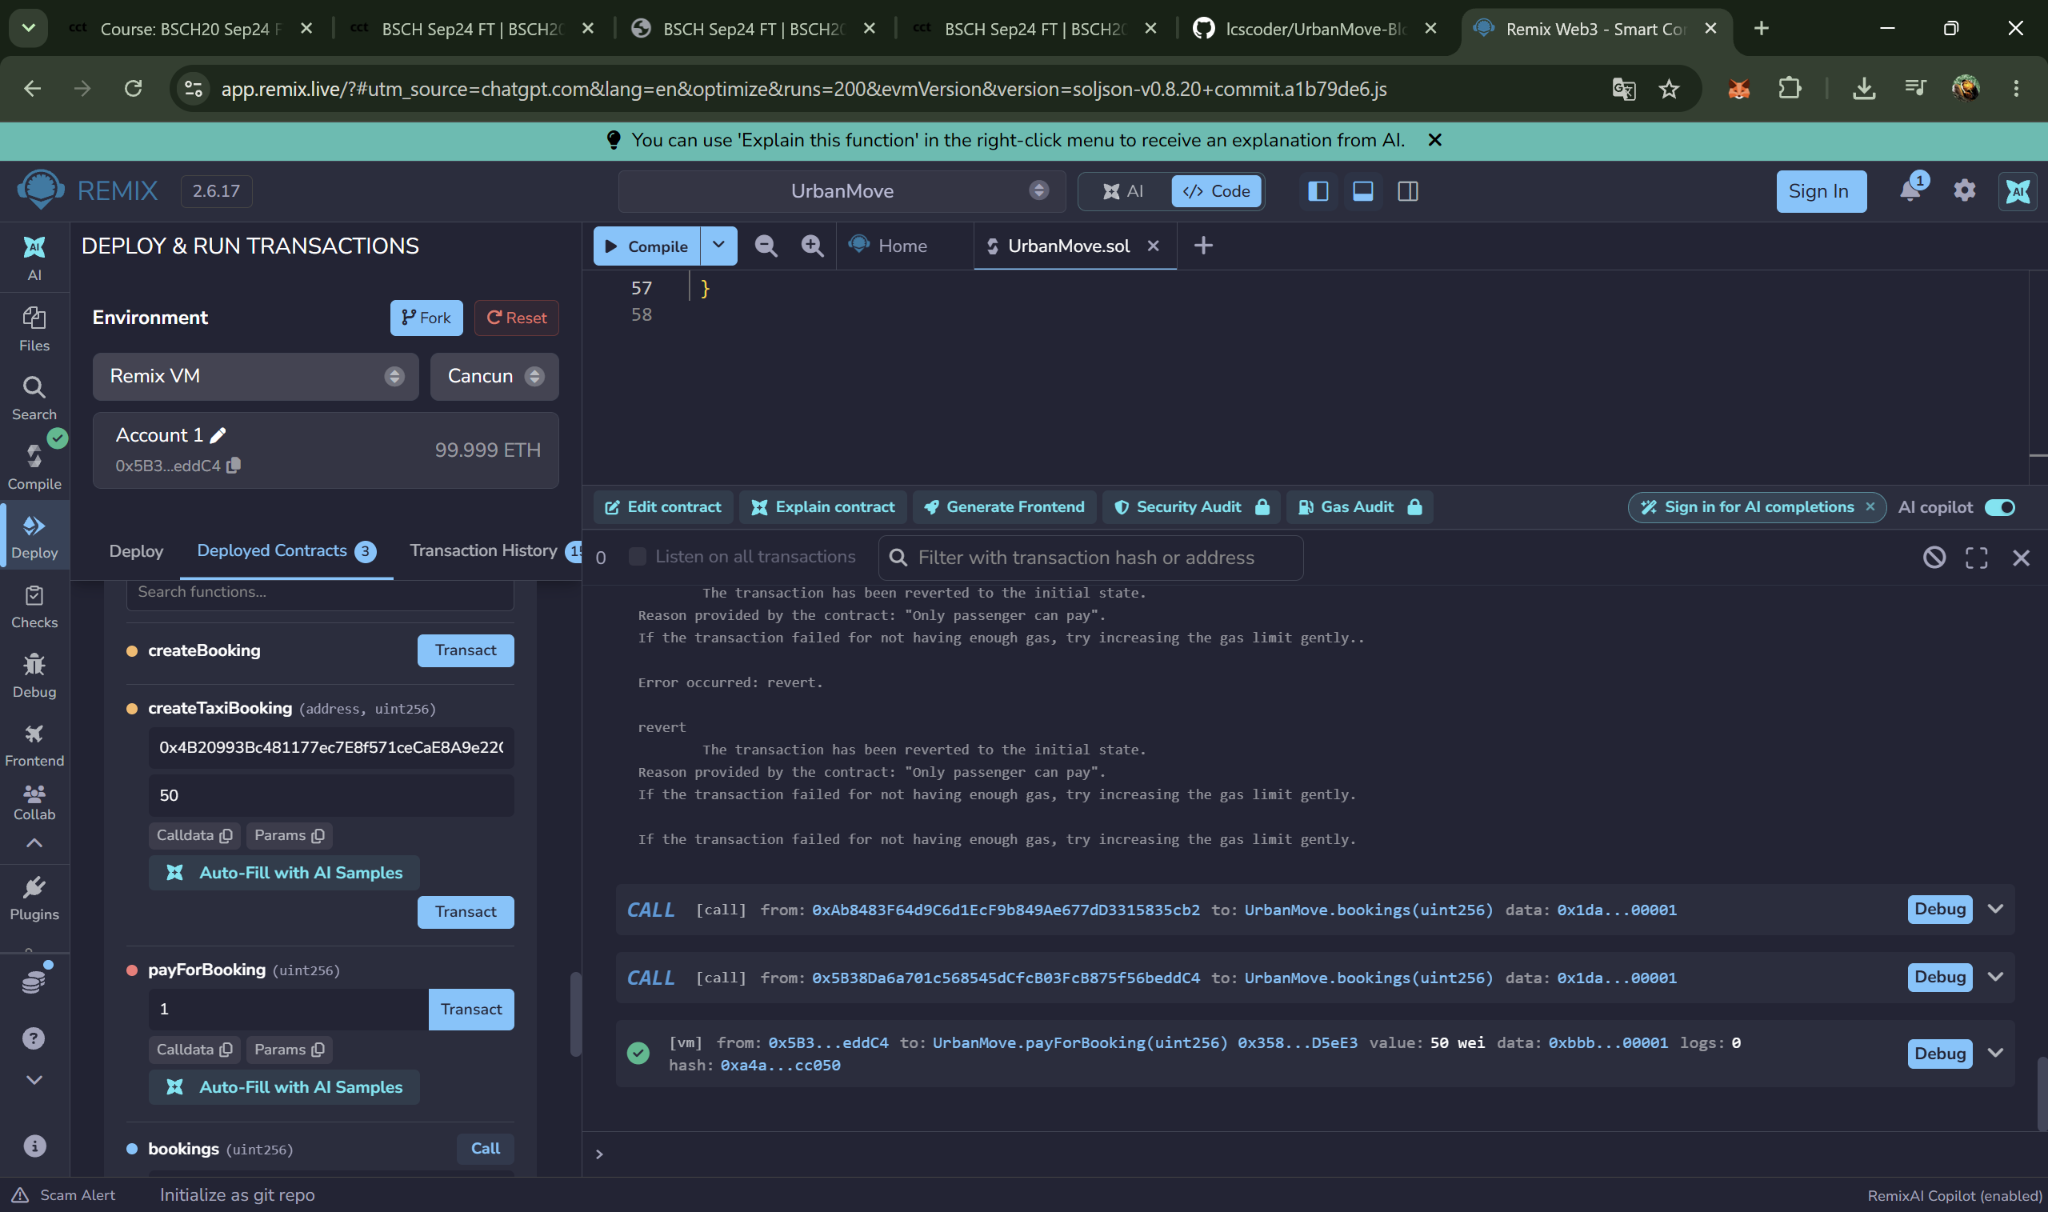 Course: BSCH20 Sep24 F
BSCH Sep24 FT | BSCH20
BSCH Sep24 FT | BSCH20
BSCH Sep24 FT | BSCH20
lcscoder/UrbanMove-Blo
Remix Web3 - Smart Con
app.remix.live/?#utm_source=chatgpt.com&lang=en&optimize&runs=200&evmVersion&version=soljson-v0.8.20+commit.a1b79de6.js
You can use 'Explain this function' in the right-click menu to receive an explanation from AI.
REMIX 2.6.17
UrbanMove
AI
Code
Sign In
1
AI
DEPLOY & RUN TRANSACTIONS
AI
Files
Search
Compile
Deploy
Checks
Debug
Frontend
Collab
Plugins
Environment
Fork
Reset
Remix VM
Cancun
Account 1
0x5B3...eddC4
99.999 ETH
Deploy
Deployed Contracts 3
Transaction History 15
Search functions...
createBooking
Transact
createTaxiBooking (address, uint256)
0x4B20993Bc481177ec7E8f571ceCaE8A9e22C
50
Calldata Params
Auto-Fill with AI Samples
Transact
payForBooking (uint256)
1
Transact
Calldata Params
Auto-Fill with AI Samples
bookings (uint256)
Call
Compile
Home
UrbanMove.sol
57 }
58
Edit contract
Explain contract
Generate Frontend
Security Audit
Gas Audit
Sign in for AI completions
AI copilot
0
Listen on all transactions
Filter with transaction hash or address
The transaction has been reverted to the initial state.
Reason provided by the contract: "Only passenger can pay".
If the transaction failed for not having enough gas, try increasing the gas limit gently..
Error occurred: revert.
revert
The transaction has been reverted to the initial state.
Reason provided by the contract: "Only passenger can pay".
If the transaction failed for not having enough gas, try increasing the gas limit gently.
If the transaction failed for not having enough gas, try increasing the gas limit gently.
CALL [call] from: 0xAb8483F64d9C6d1EcF9b849Ae677dD3315835cb2 to: UrbanMove.bookings(uint256) data: 0x1da...00001
Debug
CALL [call] from: 0x5B38Da6a701c568545dCfcB03FcB875f56beddC4 to: UrbanMove.bookings(uint256) data: 0x1da...00001
Debug
[vm] from: 0x5B3...eddC4 to: UrbanMove.payForBooking(uint256) 0x358...D5eE3 value: 50 wei data: 0xbbb...00001 logs: 0
hash: 0xa4a...cc050
Debug
>
Scam Alert
Initialize as git repo
RemixAI Copilot (enabled)